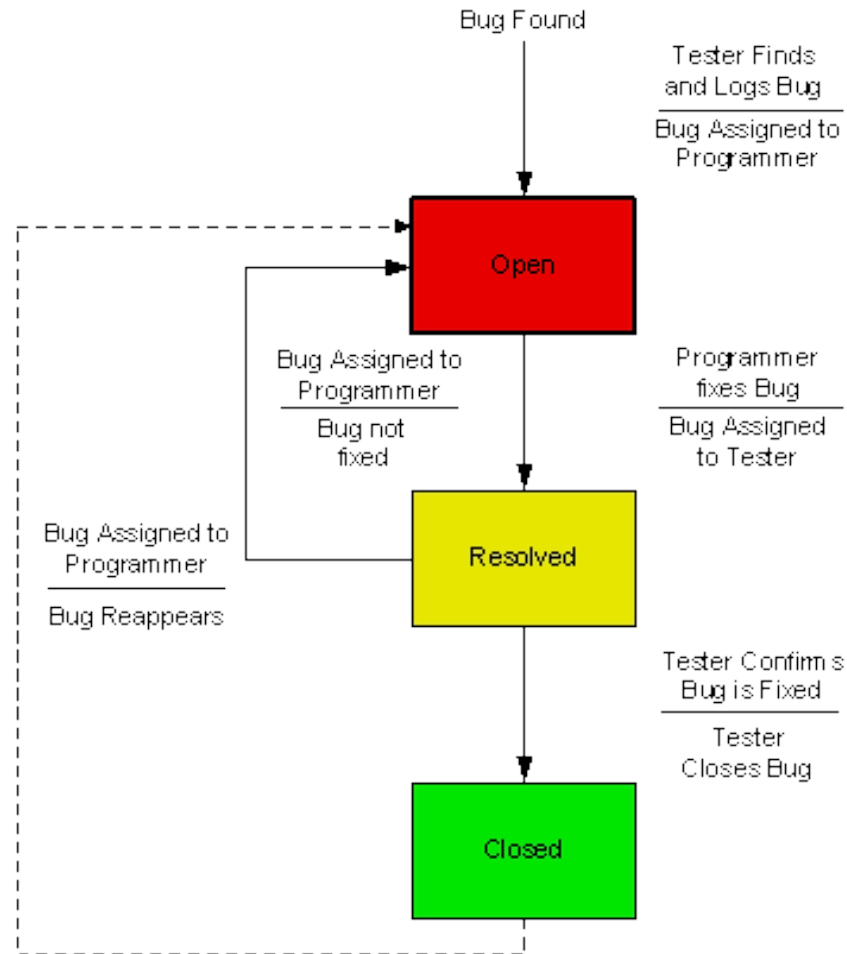 Bug Found
Tester Finds
and Logs Bug
Bug Assigned to
Programmer
Open
Bug Assigned to
Programmer
Bug not
fixed
Programmer
fixes Bug
Bug Assigned
to Tester
Bug Assigned to
Programmer
Bug Reappears
Resolved
Tester Confirms
Bug is Fixed
Tester
Closes Bug
Closed